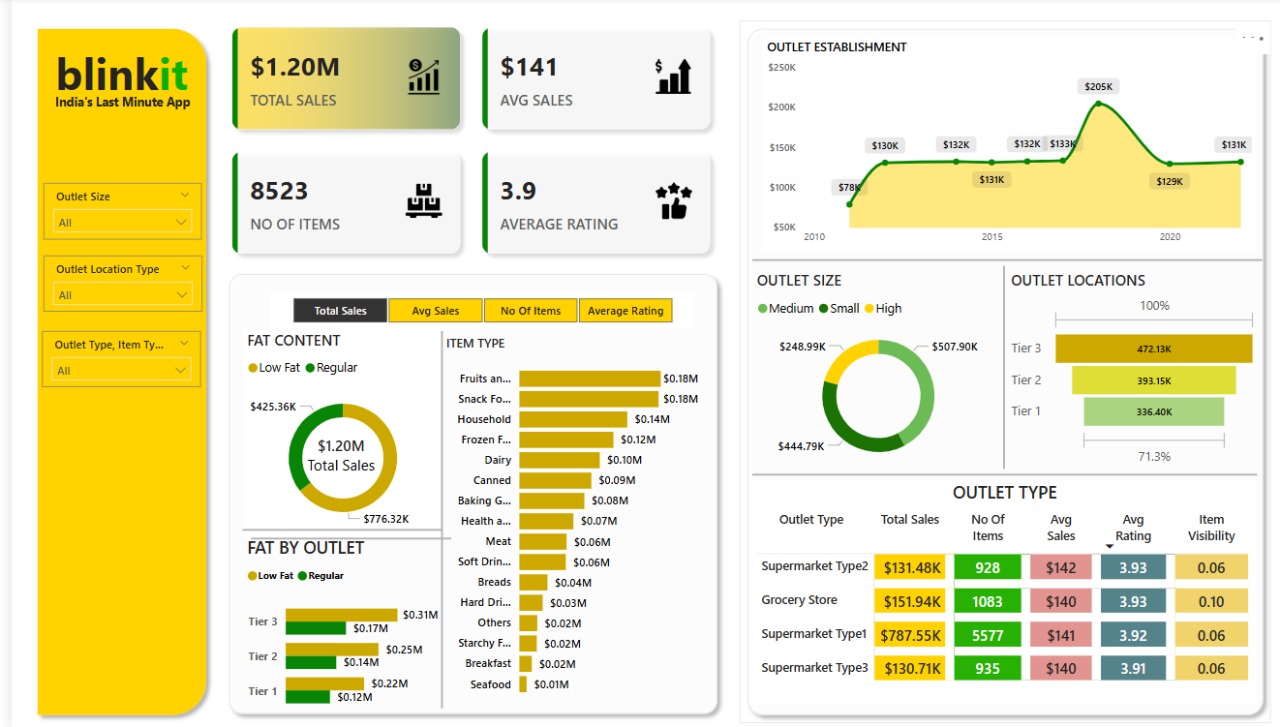 blinkit
India's Last Minute App
Outlet Size
All
Outlet Location Type
All
Outlet Type, Item Ty...
All
$1.20M
TOTAL SALES
$141
AVG SALES
8523
NO OF ITEMS
3.9
AVERAGE RATING
Total Sales Avg Sales No Of Items Average Rating
FAT CONTENT
Low Fat Regular
$425.36K
$1.20M
Total Sales
$776.32K
FAT BY OUTLET
Low Fat Regular
Tier 3 $0.31M
$0.17M
Tier 2 $0.25M
$0.14M
Tier 1 $0.22M
$0.12M
ITEM TYPE
Fruits an... $0.18M
Snack Fo... $0.18M
Household $0.14M
Frozen F... $0.12M
Dairy $0.10M
Canned $0.09M
Baking G... $0.08M
Health a... $0.07M
Meat $0.06M
Soft Drin... $0.06M
Breads $0.04M
Hard Dri... $0.03M
Others $0.02M
Starchy F... $0.02M
Breakfast $0.02M
Seafood $0.01M
OUTLET ESTABLISHMENT
$250K
$200K
$150K
$100K
$50K
$78K $130K $132K $131K $132K $133K $205K $129K $131K
2010 2015 2020
OUTLET SIZE
Medium Small High
$248.99K $507.90K
$444.79K
OUTLET LOCATIONS
100%
Tier 3 472.13K
Tier 2 393.15K
Tier 1 336.40K
71.3%
OUTLET TYPE
Outlet Type Total Sales No Of Items Avg Sales Avg Rating Item Visibility
Supermarket Type2 $131.48K 928 $142 3.93 0.06
Grocery Store $151.94K 1083 $140 3.93 0.10
Supermarket Type1 $787.55K 5577 $141 3.92 0.06
Supermarket Type3 $130.71K 935 $140 3.91 0.06